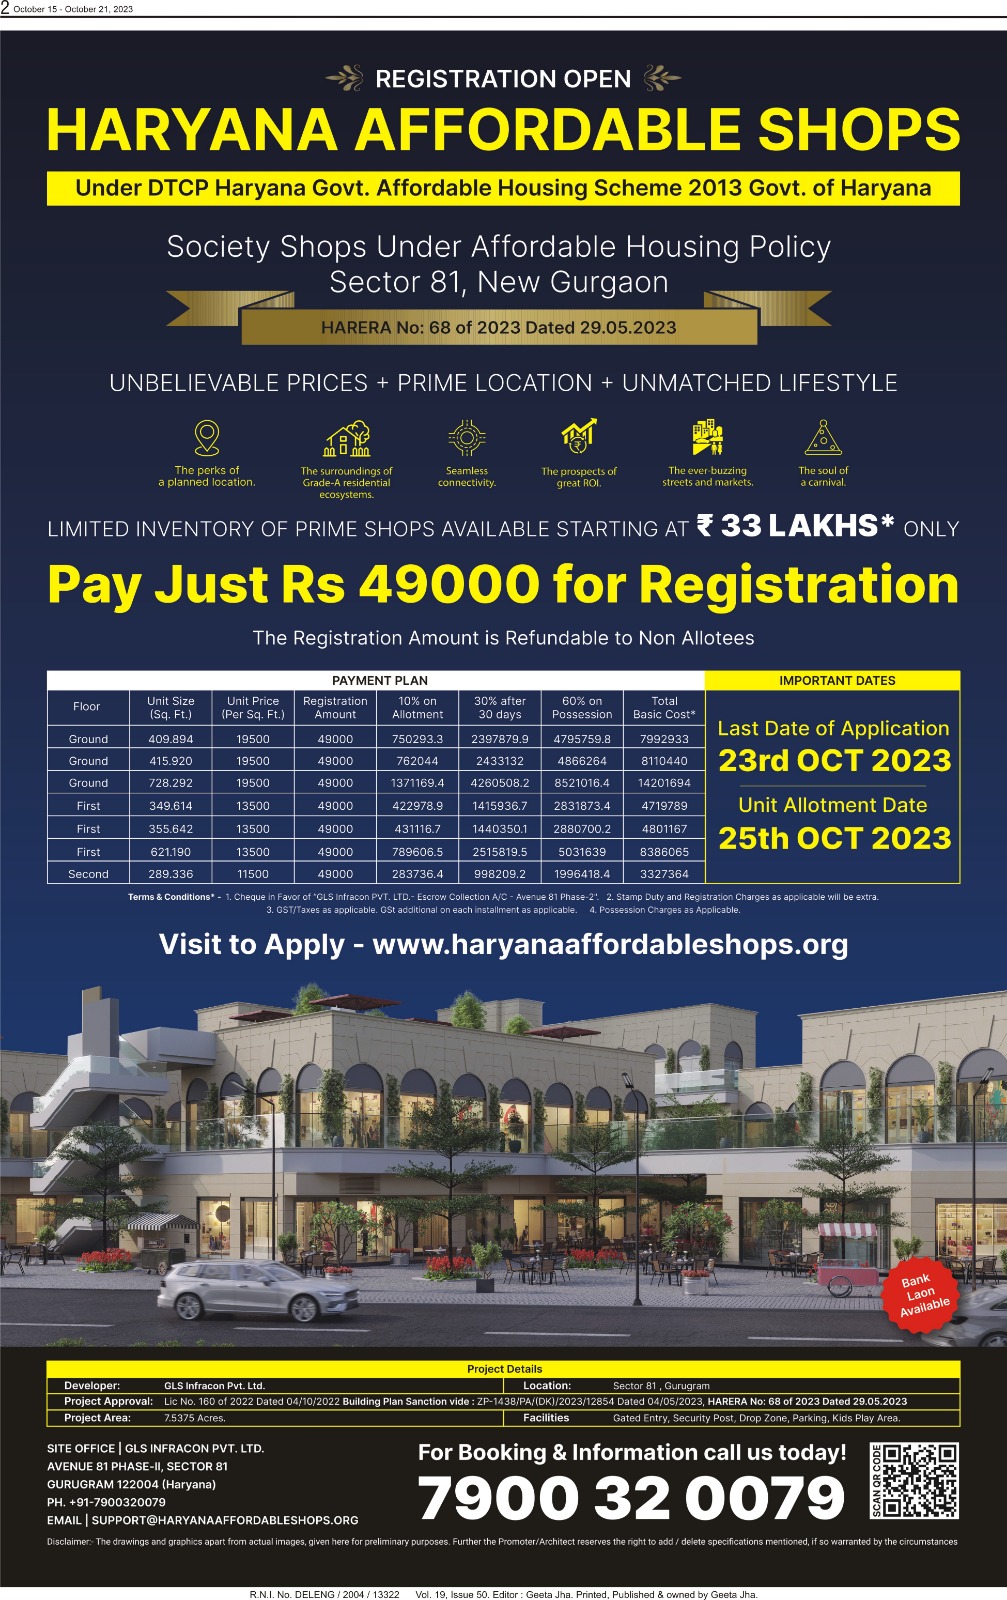 2 October 15 - October 21, 2023
REGISTRATION OPEN
HARYANA AFFORDABLE SHOPS
Under DTCP Haryana Govt. Affordable Housing Scheme 2013 Govt. of Haryana
Society Shops Under Affordable Housing Policy
Sector 81, New Gurgaon
HARERA No: 68 of 2023 Dated 29.05.2023
UNBELIEVABLE PRICES + PRIME LOCATION + UNMATCHED LIFESTYLE
The perks of
a planned location.
The surroundings of
Grade-A residential
ecosystems.
Seamless
connectivity.
The prospects of
great ROI.
The ever-buzzing
streets and markets.
The soul of
a carnival.
LIMITED INVENTORY OF PRIME SHOPS AVAILABLE STARTING AT ₹ 33 LAKHS* ONLY
Pay Just Rs 49000 for Registration
The Registration Amount is Refundable to Non Allotees
PAYMENT PLAN
Floor Unit Size (Sq. Ft.) Unit Price (Per Sq. Ft.) Registration Amount 10% on Allotment 30% after 30 days 60% on Possession Total Basic Cost*
Ground 409.894 19500 49000 750293.3 2397879.9 4795759.8 7992933
Ground 415.920 19500 49000 762044 2433132 4866264 8110440
Ground 728.292 19500 49000 1371169.4 4260508.2 8521016.4 14201694
First 349.614 13500 49000 422978.9 1415936.7 2831873.4 4719789
First 355.642 13500 49000 431116.7 1440350.1 2880700.2 4801167
First 621.190 13500 49000 789606.5 2515819.5 5031639 8386065
Second 289.336 11500 49000 283736.4 998209.2 1996418.4 3327364
IMPORTANT DATES
Last Date of Application
23rd OCT 2023
Unit Allotment Date
25th OCT 2023
Terms & Conditions* - 1. Cheque in Favor of "GLS Infracon PVT. LTD.- Escrow Collection A/C - Avenue 81 Phase-2". 2. Stamp Duty and Registration Charges as applicable will be extra.
3. GST/Taxes as applicable. GSt additional on each installment as applicable. 4. Possession Charges as Applicable.
Visit to Apply - www.haryanaaffordableshops.org
Bank
Laon
Available
Project Details
Developer: GLS Infracon Pvt. Ltd. Location: Sector 81 , Gurugram
Project Approval: Lic No. 160 of 2022 Dated 04/10/2022 Building Plan Sanction vide : ZP-1438/PA/(DK)/2023/12854 Dated 04/05/2023, HARERA No: 68 of 2023 Dated 29.05.2023
Project Area: 7.5375 Acres. Facilities Gated Entry, Security Post, Drop Zone, Parking, Kids Play Area.
SITE OFFICE | GLS INFRACON PVT. LTD.
AVENUE 81 PHASE-II, SECTOR 81
GURUGRAM 122004 (Haryana)
PH. +91-7900320079
EMAIL | SUPPORT@HARYANAAFFORDABLESHOPS.ORG
For Booking & Information call us today!
7900 32 0079
SCAN QR CODE
Disclaimer:- The drawings and graphics apart from actual images, given here for preliminary purposes. Further the Promoter/Architect reserves the right to add / delete specifications mentioned, if so warranted by the circumstances
R.N.I. No. DELENG / 2004 / 13322 Vol. 19, Issue 50. Editor : Geeta Jha. Printed, Published & owned by Geeta Jha.